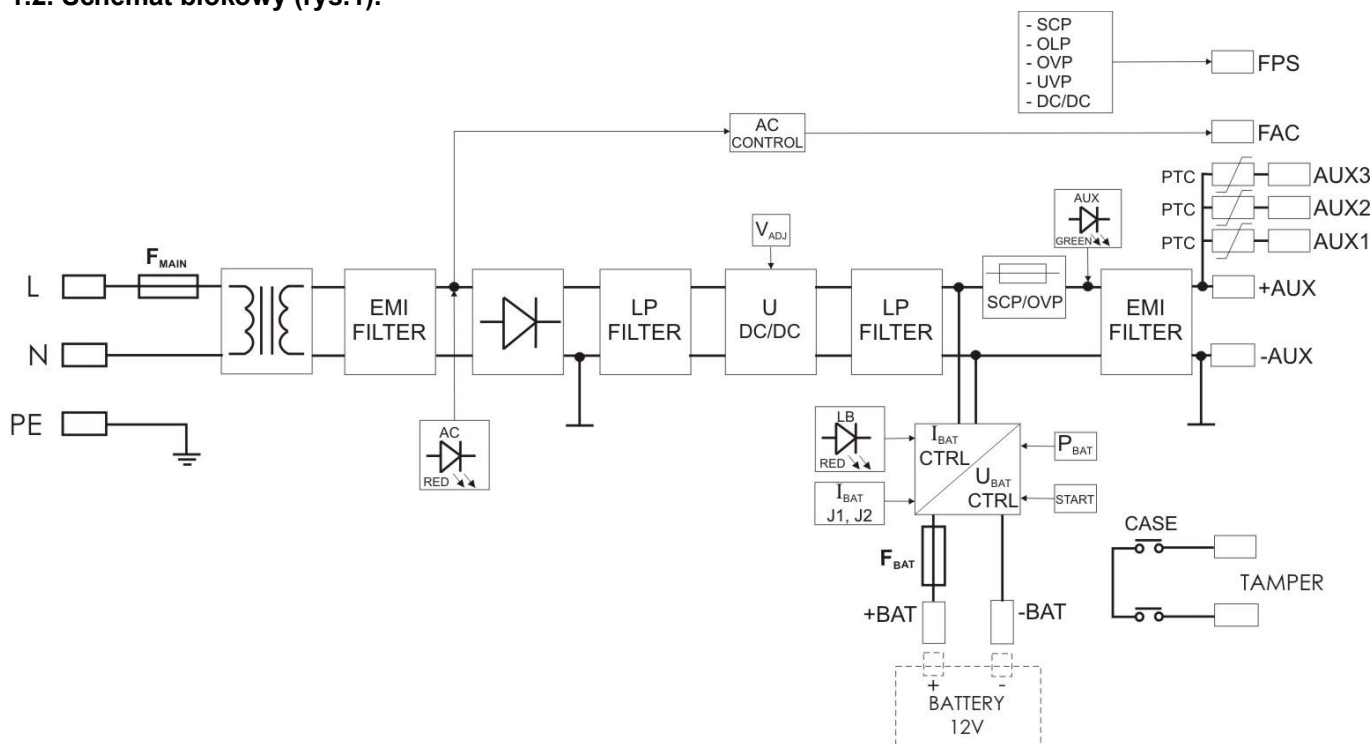 1.2. Schemat blokowy (rys.1).
- SCP
- OLP
- OVP
- UVP
- DC/DC
FPS
AC
CONTROL
FAC
PTC
AUX3
PTC
AUX2
PTC
AUX1
AUX
GREEN
VADJ
FMAIN
L
EMI
FILTER
LP
FILTER
U
DC/DC
LP
FILTER
SCP/OVP
EMI
FILTER
+AUX
N
-AUX
PE
AC
RED
LB
RED
IBAT
CTRL
UBAT
CTRL
PBAT
IBAT
J1, J2
START
CASE
TAMPER
FBAT
+BAT
-BAT
+
-
BATTERY
12V